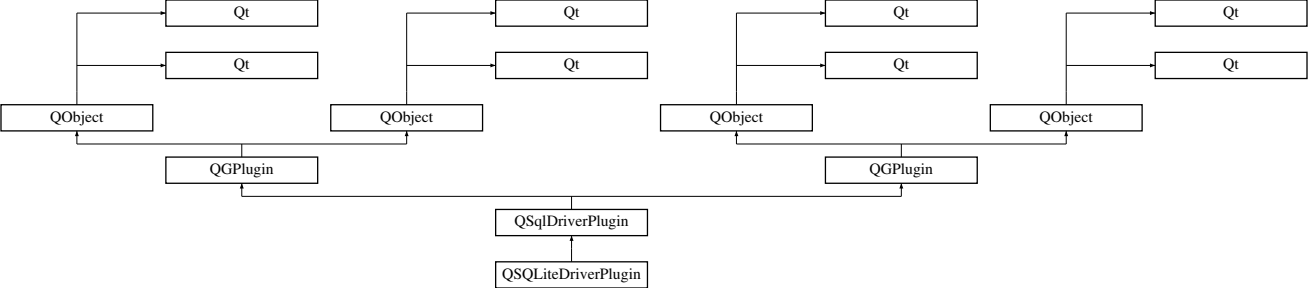 Qt
Qt
Qt
Qt
Qt
Qt
Qt
Qt
QObject
QObject
QObject
QObject
QGPlugin
QGPlugin
QSqlDriverPlugin
QSQLiteDriverPlugin